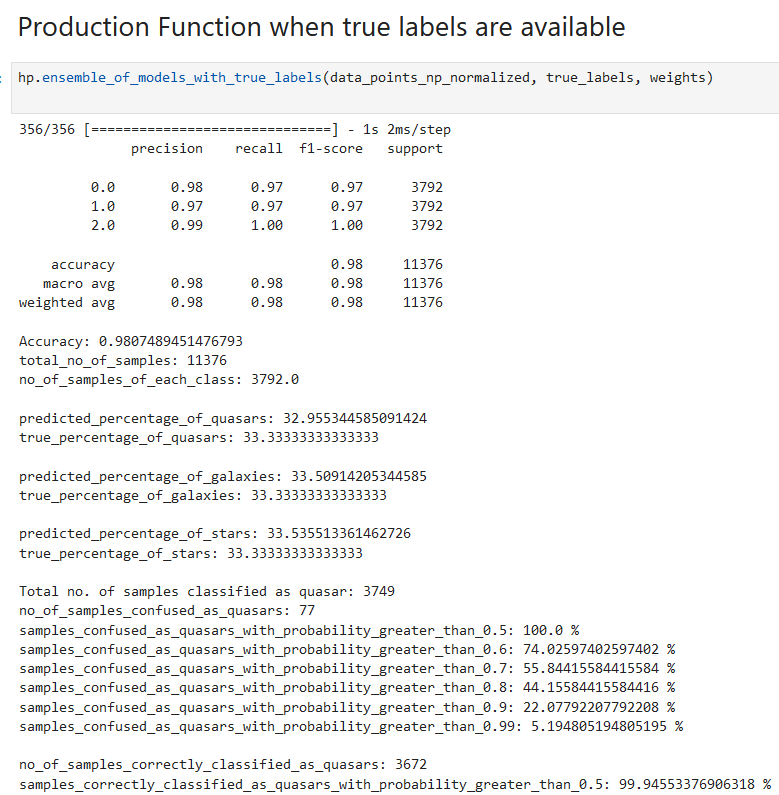 Production Function when true labels are available
hp.ensemble_of_models_with_true_labels(data_points_np_normalized, true_labels, weights)
356/356 [==============================] - 1s 2ms/step
precision recall f1-score support
0.0 0.98 0.97 0.97 3792
1.0 0.97 0.97 0.97 3792
2.0 0.99 1.00 1.00 3792
accuracy 0.98 11376
macro avg 0.98 0.98 0.98 11376
weighted avg 0.98 0.98 0.98 11376
Accuracy: 0.9807489451476793
total_no_of_samples: 11376
no_of_samples_of_each_class: 3792.0
predicted_percentage_of_quasars: 32.955344585091424
true_percentage_of_quasars: 33.33333333333333
predicted_percentage_of_galaxies: 33.50914205344585
true_percentage_of_galaxies: 33.33333333333333
predicted_percentage_of_stars: 33.535513361462726
true_percentage_of_stars: 33.33333333333333
Total no. of samples classified as quasar: 3749
no_of_samples_confused_as_quasars: 77
samples_confused_as_quasars_with_probability_greater_than_0.5: 100.0 %
samples_confused_as_quasars_with_probability_greater_than_0.6: 74.02597402597402 %
samples_confused_as_quasars_with_probability_greater_than_0.7: 55.84415584415584 %
samples_confused_as_quasars_with_probability_greater_than_0.8: 44.15584415584416 %
samples_confused_as_quasars_with_probability_greater_than_0.9: 22.07792207792208 %
samples_confused_as_quasars_with_probability_greater_than_0.99: 5.194805194805195 %
no_of_samples_correctly_classified_as_quasars: 3672
samples_correctly_classified_as_quasars_with_probability_greater_than_0.5: 99.94553376906318 %